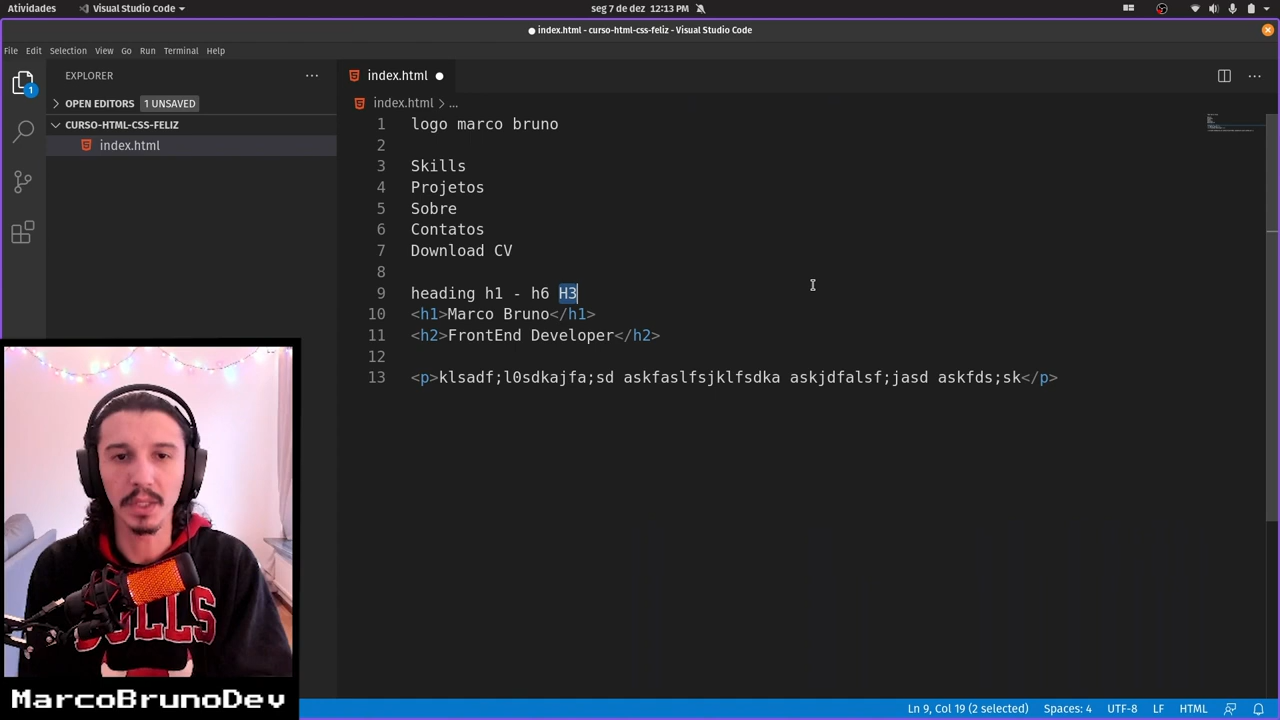 Atividades
Visual Studio Code
seg 7 de dez 12:13 PM
index.html - curso-html-css-feliz - Visual Studio Code
File Edit Selection View Go Run Terminal Help
EXPLORER
index.html
OPEN EDITORS 1 UNSAVED
index.html > ...
CURSO-HTML-CSS-FELIZ
index.html
1
1 logo marco bruno
2
3 Skills
4 Projetos
5 Sobre
6 Contatos
7 Download CV
8
9 heading h1 - h6 H3
10 <h1>Marco Bruno</h1>
11 <h2>FrontEnd Developer</h2>
12
13 <p>klsadf;l0sdkajfa;sd askfaslfsjklfsdka askjdfalsf;jasd askfds;sk</p>
BULLS
MarcoBrunoDev
Ln 9, Col 19 (2 selected) Spaces: 4 UTF-8 LF HTML